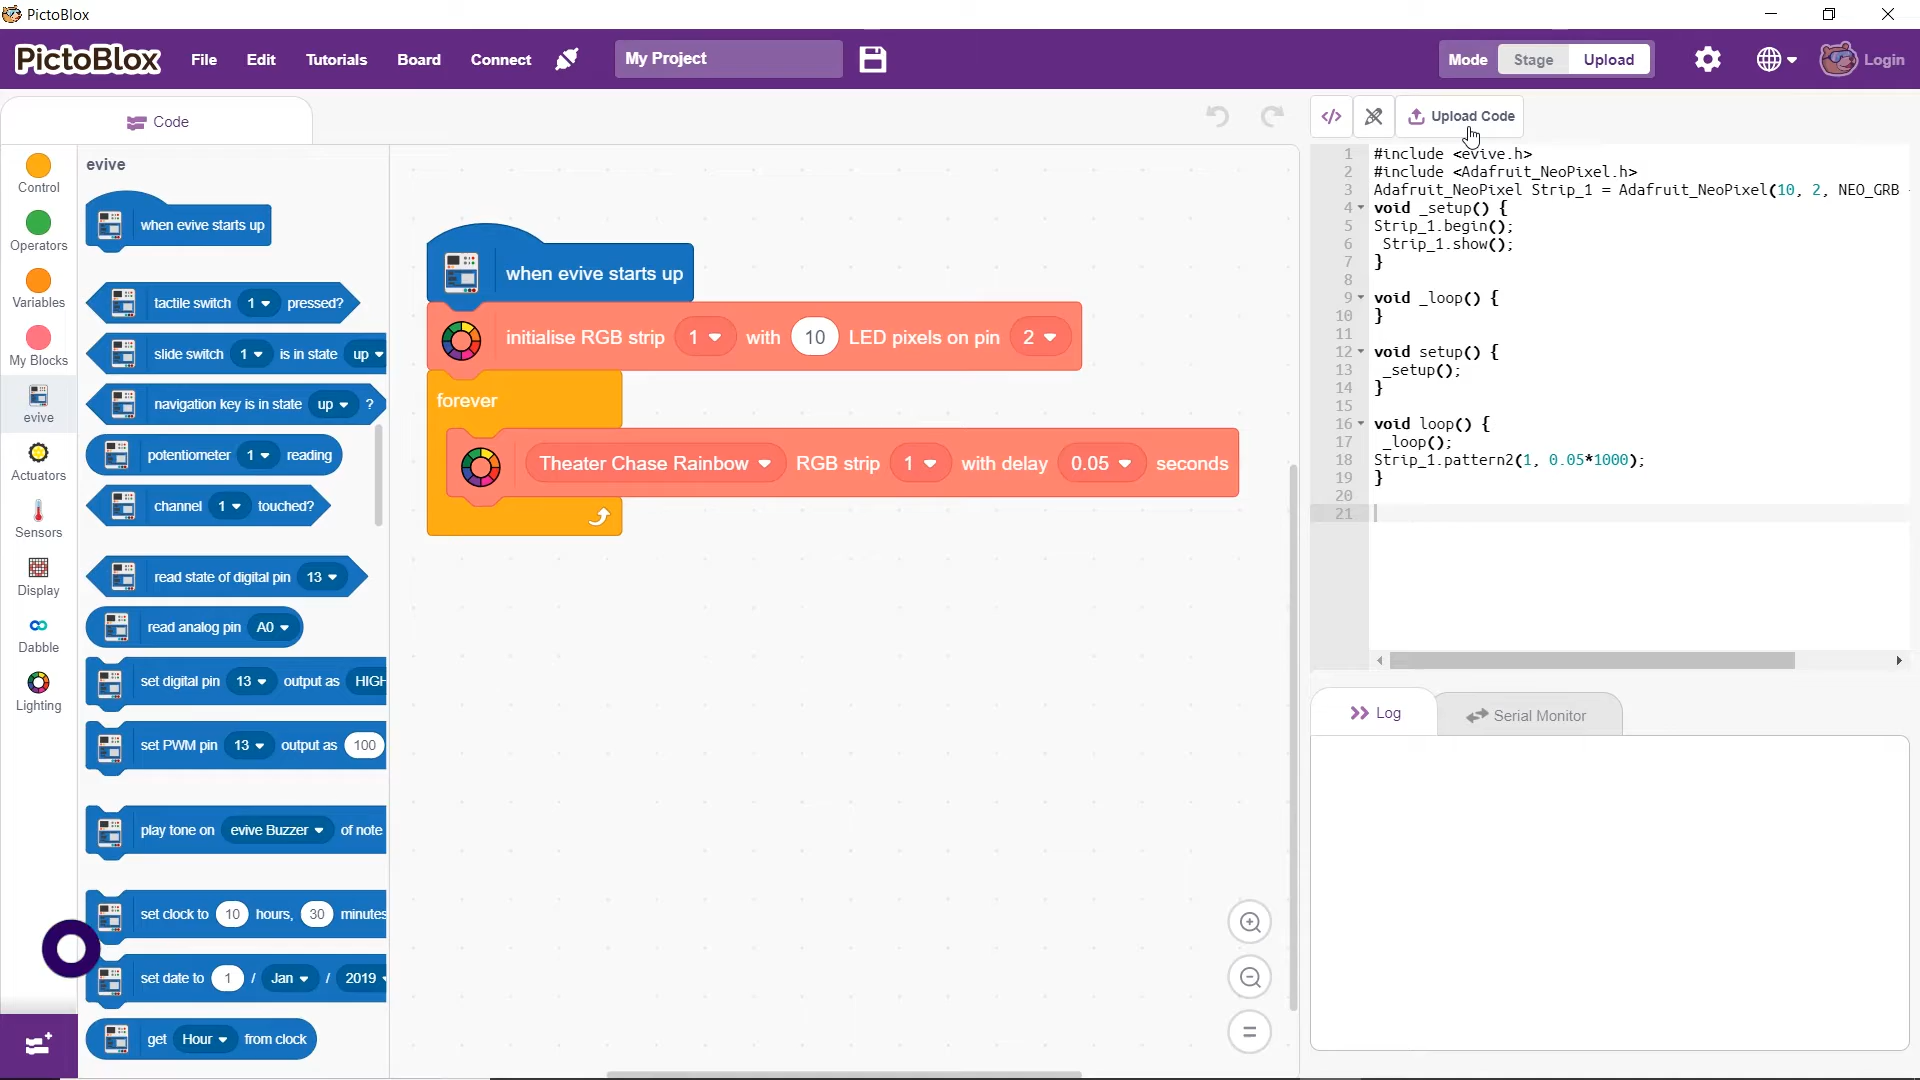 PictoBlox
PictoBlox
File
Edit
Tutorials
Board
Connect
My Project
Mode
Stage
Upload
Login
Code
</>
Upload Code
Control
Operators
Variables
My Blocks
evive
Actuators
Sensors
Display
Dabble
Lighting
evive
when evive starts up
tactile switch 1 pressed?
slide switch 1 is in state up
navigation key is in state up ?
potentiometer 1 reading
channel 1 touched?
read state of digital pin 13
read analog pin A0
set digital pin 13 output as HIGH
set PWM pin 13 output as 100
play tone on evive Buzzer of note
set clock to 10 hours, 30 minutes
set date to 1 / Jan / 2019
get Hour from clock
when evive starts up
initialise RGB strip 1 with 10 LED pixels on pin 2
forever
Theater Chase Rainbow RGB strip 1 with delay 0.05 seconds
1 #include <evive.h>
2 #include <Adafruit_NeoPixel.h>
3 Adafruit_NeoPixel Strip_1 = Adafruit_NeoPixel(10, 2, NEO_GRB
4 void _setup() {
5 Strip_1.begin();
6 Strip_1.show();
7 }
8
9 void _loop() {
10 }
11
12 void setup() {
13 _setup();
14 }
15
16 void loop() {
17 _loop();
18 Strip_1.pattern2(1, 0.05*1000);
19 }
20
21
Log
Serial Monitor